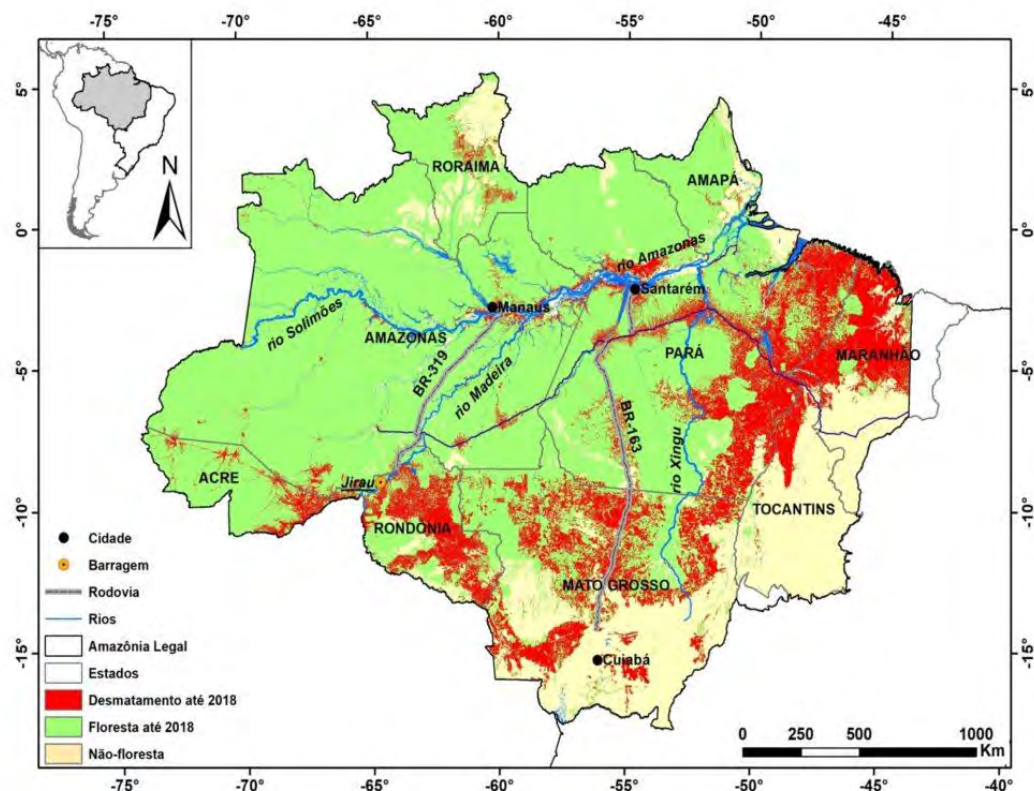 -75° -70° -65° -60° -55° -50° -45°
5° 5°
N
RORAIMA
AMAPÁ
0° 0°
rio Amazonas
Santarém
Manaus
rio Solimões
AMAZONAS
PARÁ
MARANHÃO
BR-319
rio Madeira
-5° -5°
BR-163
rio Xingu
ACRE
Jirau
TOCANTINS
-10° -10°
RONDÔNIA
MATO GROSSO
Cuiabá
-15° -15°
Cidade
Barragem
Rodovia
Rios
Amazônia Legal
Estados
Desmatamento até 2018
Floresta até 2018
Não-floresta
0 250 500 1000
Km
-75° -70° -65° -60° -55° -50° -45° -40°